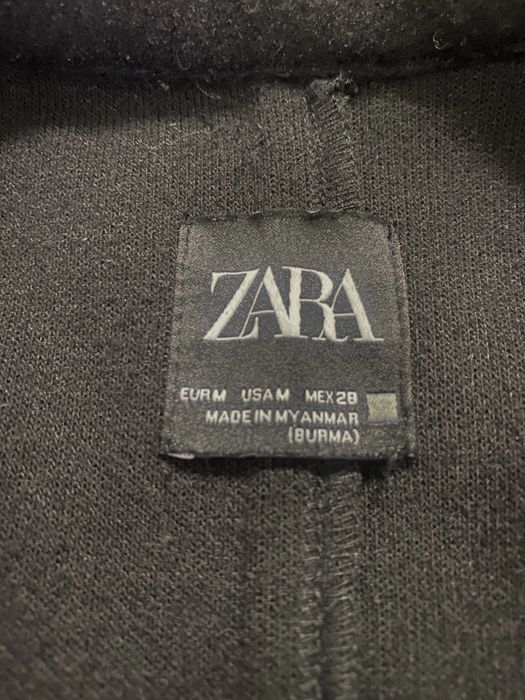 ZARA
EUR M USA M MEX 28
MADE IN MYANMAR
(BURMA)